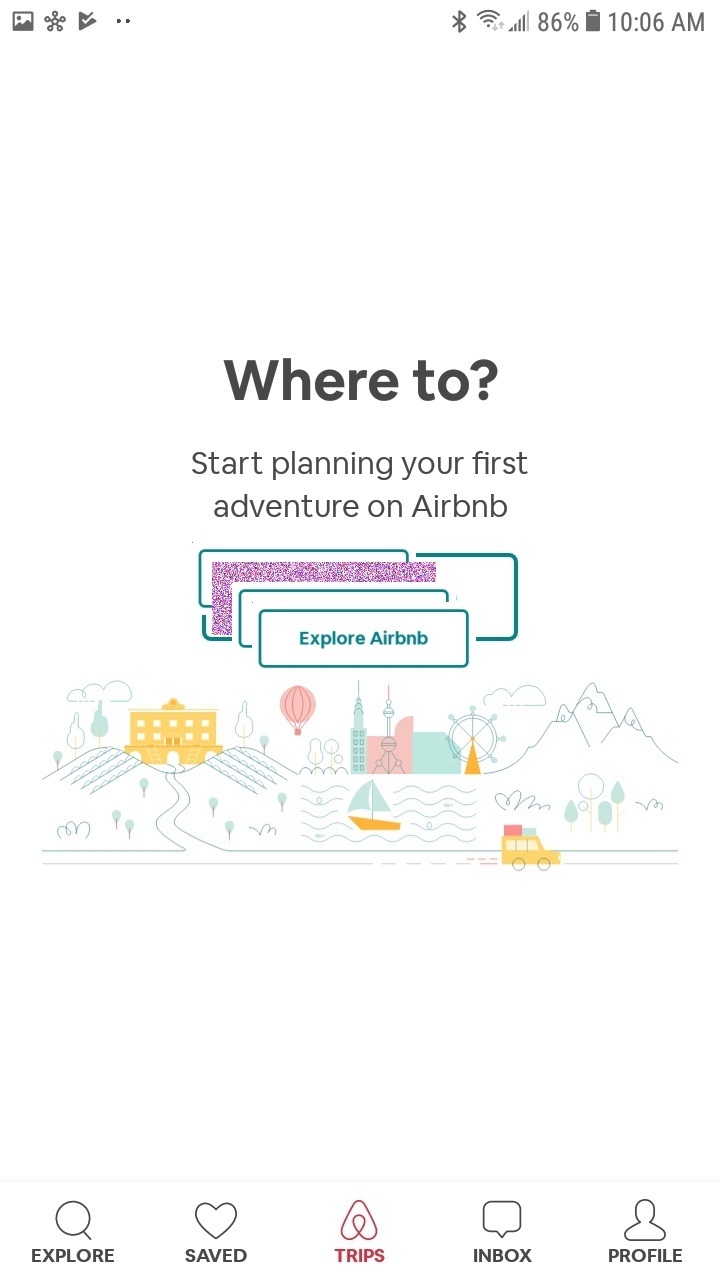 86% 10:06 AM
Where to?
Start planning your first
adventure on Airbnb
Explore Airbnb
EXPLORE SAVED TRIPS INBOX PROFILE